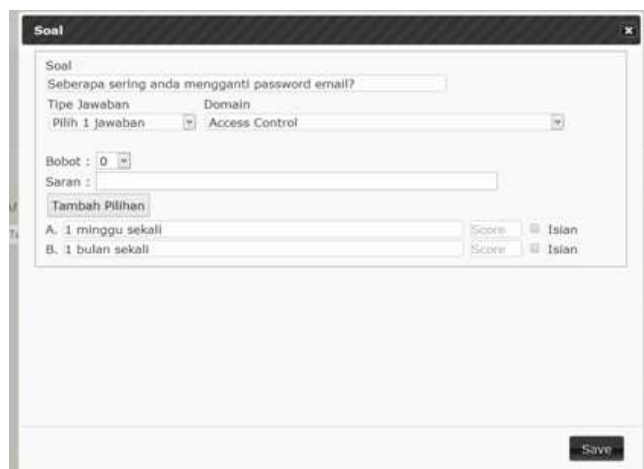 Soal
Soal
Seberapa sering anda mengganti password email?
Tipe Jawaban Domain
Pilih 1 jawaban Access Control
Bobot : 0
Saran :
Tambah Pilihan
A. 1 minggu sekali Score Isian
B. 1 bulan sekali Score Isian
Save